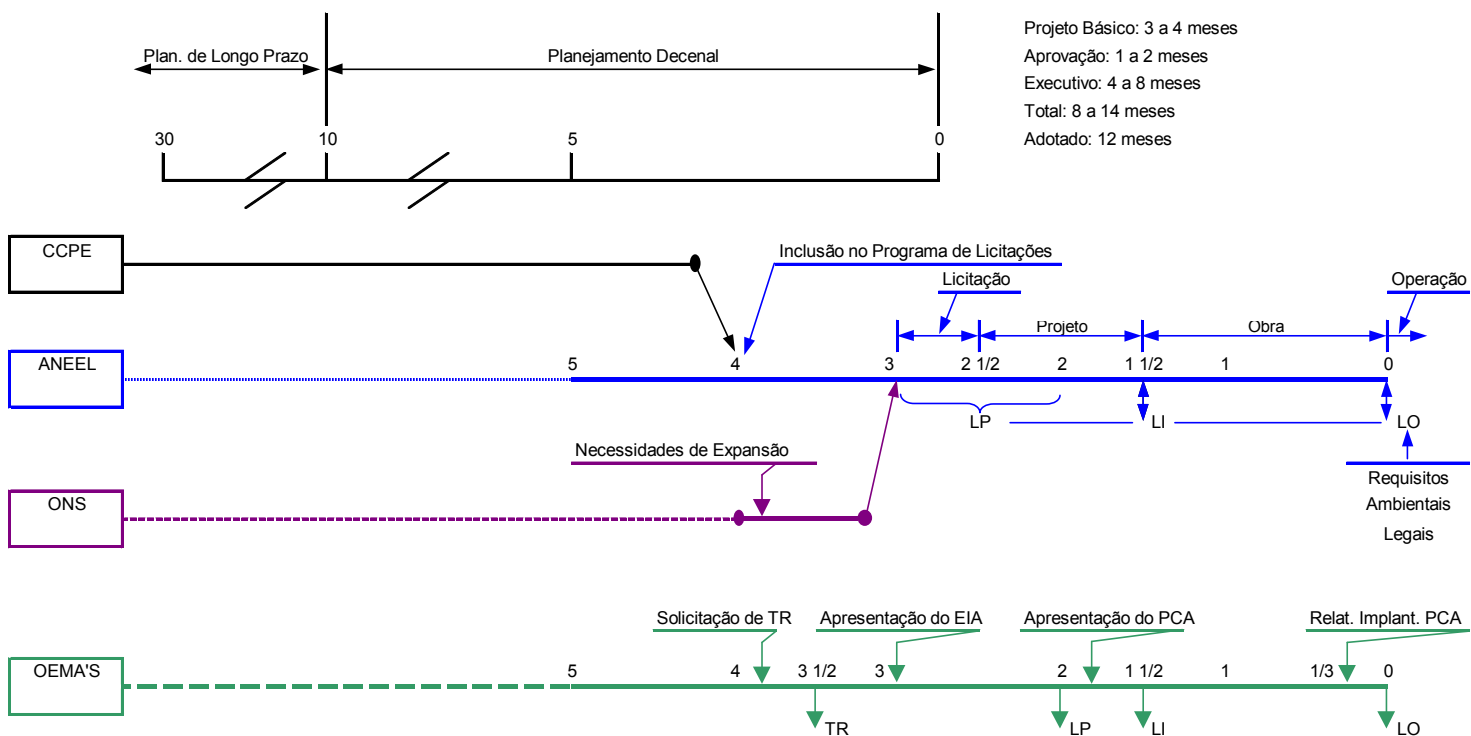 Projeto Básico: 3 a 4 meses
Aprovação: 1 a 2 meses
Executivo: 4 a 8 meses
Total: 8 a 14 meses
Adotado: 12 meses
Plan. de Longo Prazo
Planejamento Decenal
30 10 5 0
CCPE
Inclusão no Programa de Licitações
Licitação
Operação
Projeto
Obra
ANEEL
5 4 3 2 1/2 2 1 1/2 1 0
LP LI LO
Necessidades de Expansão
Requisitos
Ambientais
Legais
ONS
Solicitação de TR
Apresentação do EIA
Apresentação do PCA
Relat. Implant. PCA
OEMA'S
5 4 3 1/2 3 2 1 1/2 1 1/3 0
TR LP LI LO